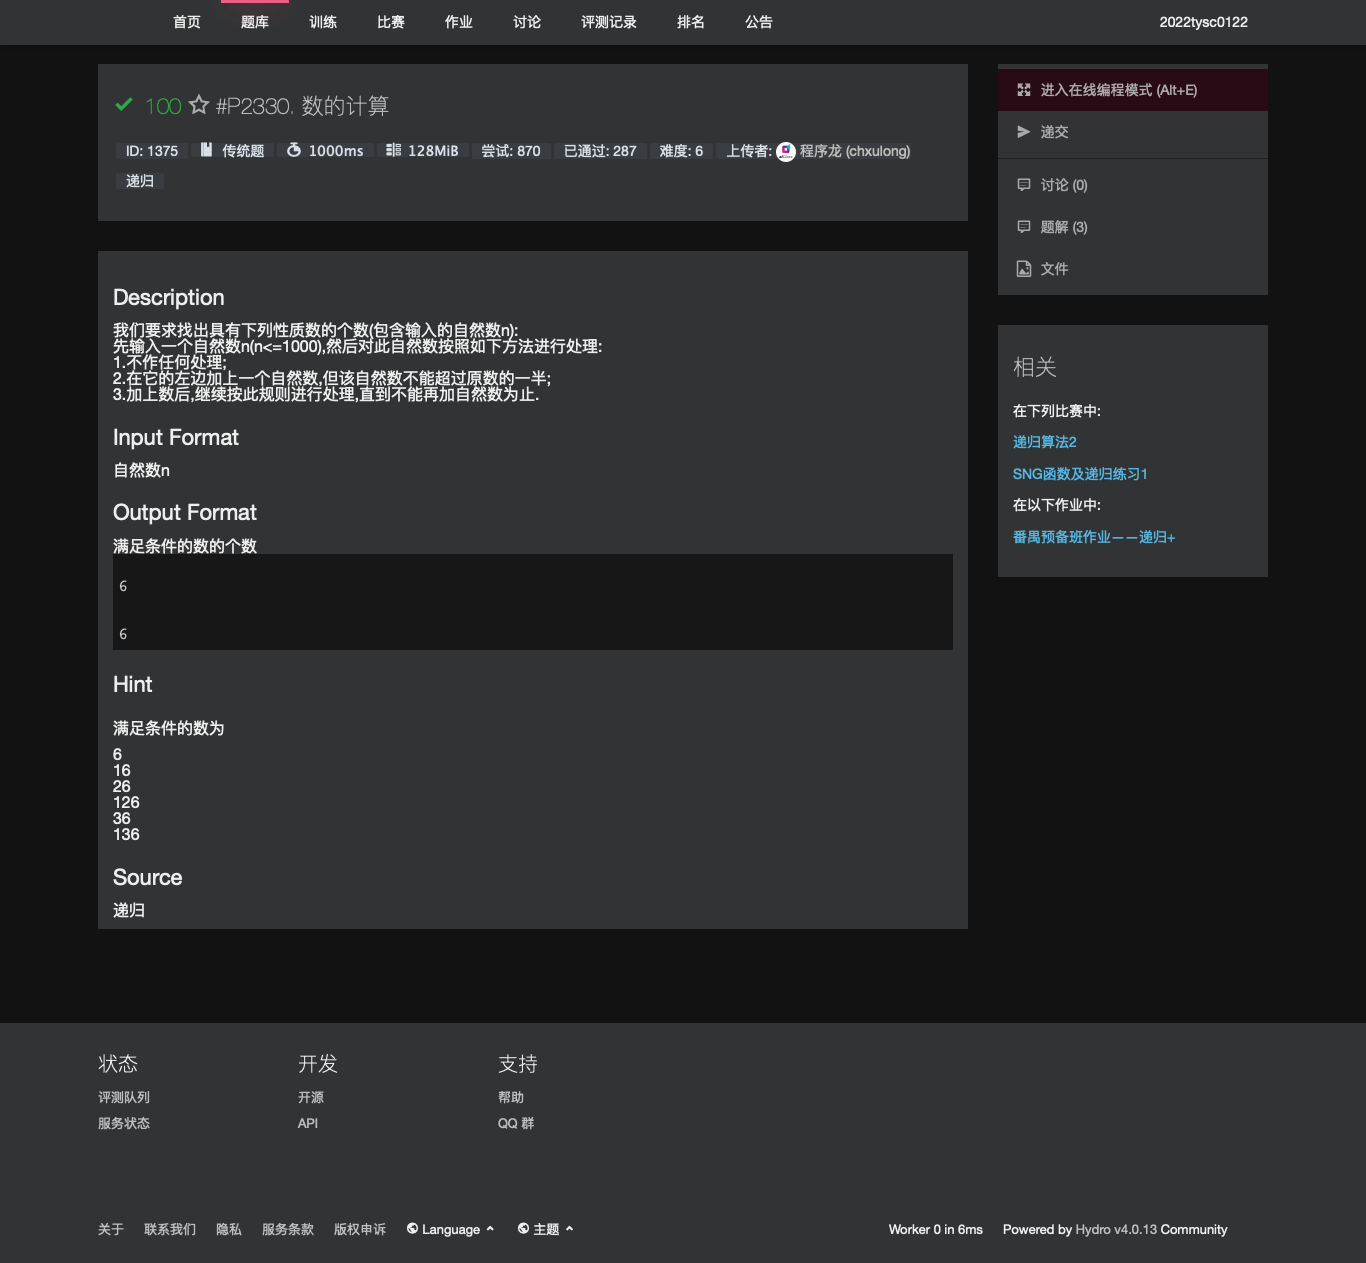 首页 题库 训练 比赛 作业 讨论 评测记录 排名 公告 2022tysc0122
100 #P2330. 数的计算
ID: 1375 传统题 1000ms 128MiB 尝试: 870 已通过: 287 难度: 6 上传者: 程序龙 (chxulong)
递归
Description
我们要求找出具有下列性质数的个数(包含输入的自然数n):
先输入一个自然数n(n<=1000),然后对此自然数按照如下方法进行处理:
1.不作任何处理;
2.在它的左边加上一个自然数,但该自然数不能超过原数的一半;
3.加上数后,继续按此规则进行处理,直到不能再加自然数为止.
Input Format
自然数n
Output Format
满足条件的数的个数
6
6
Hint
满足条件的数为
6
16
26
126
36
136
Source
递归
进入在线编程模式 (Alt+E)
递交
讨论 (0)
题解 (3)
文件
相关
在下列比赛中:
递归算法2
SNG函数及递归练习1
在以下作业中:
番禺预备班作业——递归+
状态 开发 支持
评测队列 开源 帮助
服务状态 API QQ 群
关于 联系我们 隐私 服务条款 版权申诉 Language 主题 Worker 0 in 6ms Powered by Hydro v4.0.13 Community